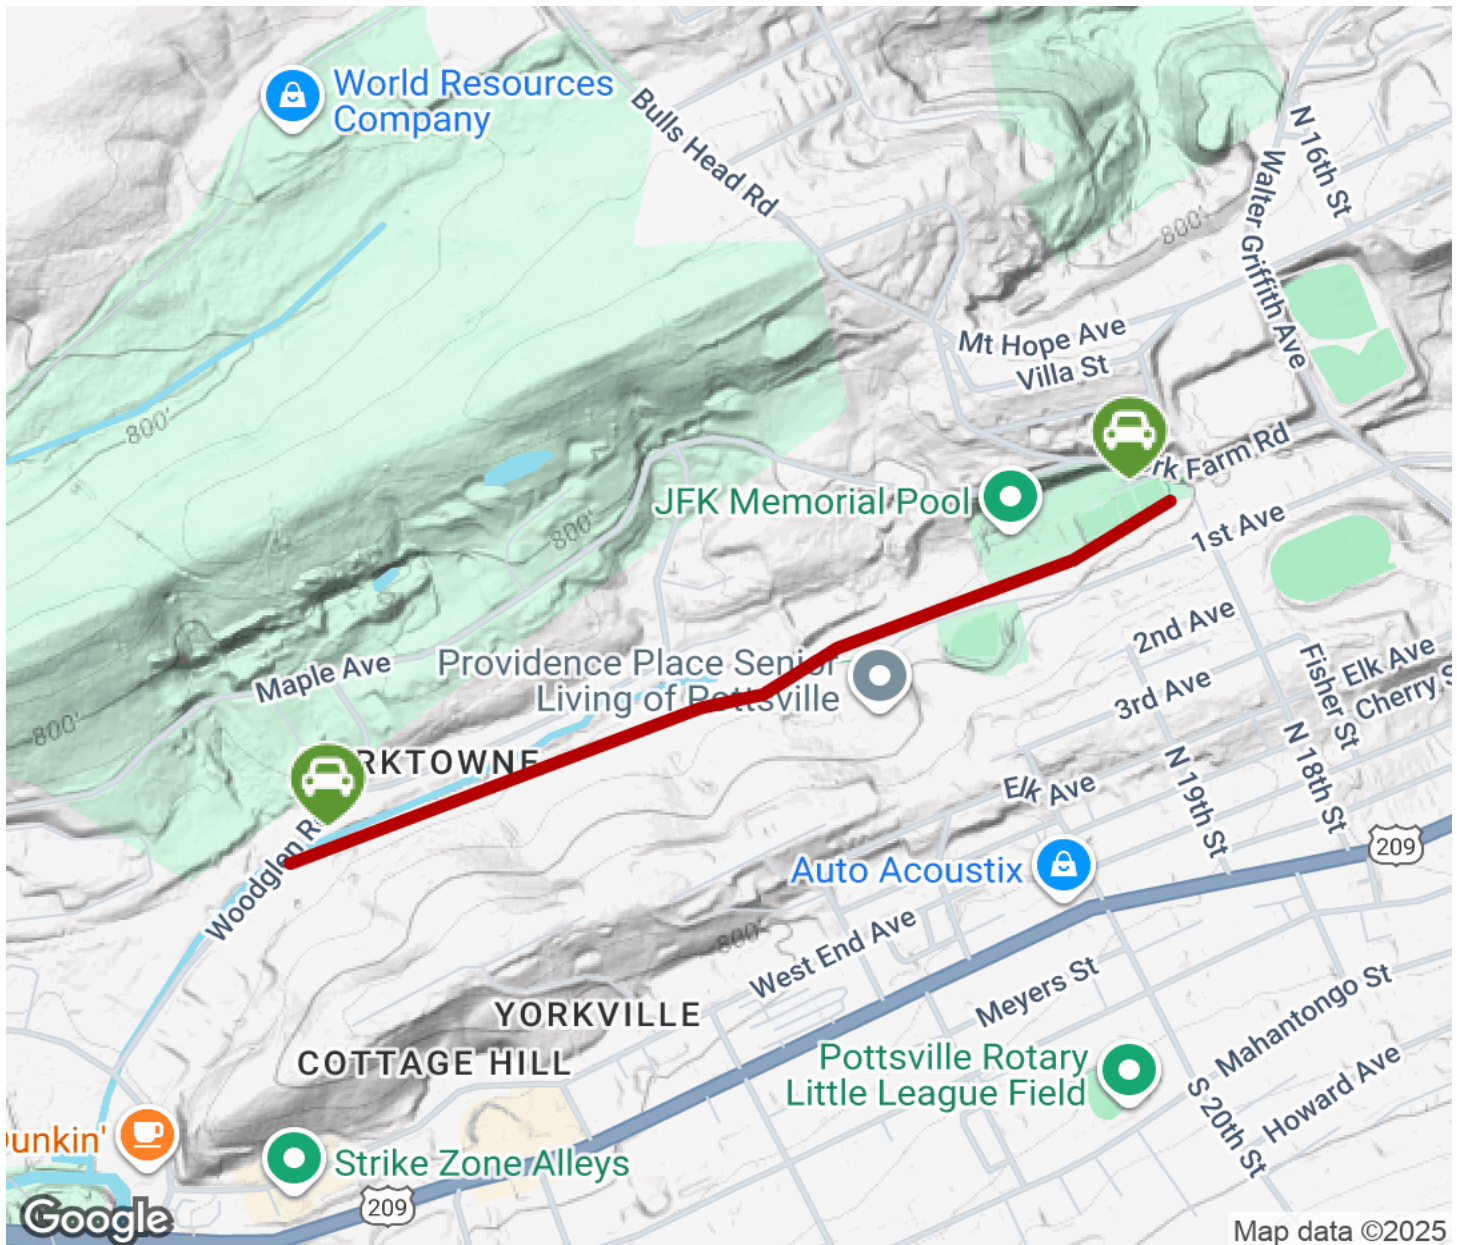 World Resources
Company
Bulls Head Rd
N 16th St
Walter Griffith Ave
800'
Mt Hope Ave
Villa St
800'
rk Farm Rd
JFK Memorial Pool
800'
1st Ave
2nd Ave
3rd Ave
Fisher St
Elk Ave
Cherry S
Maple Ave
Providence Place Senior
Living of Pottsville
800'
RKTOWNE
N 19th St
N 18th St
Elk Ave
209
Woodglen R
Auto Acoustix
800'
West End Ave
Meyers St
Mahantongo St
YORKVILLE
COTTAGE HILL
Pottsville Rotary
Little League Field
S 20th St
Howard Ave
Dunkin'
Strike Zone Alleys
209
Google
Map data ©2025